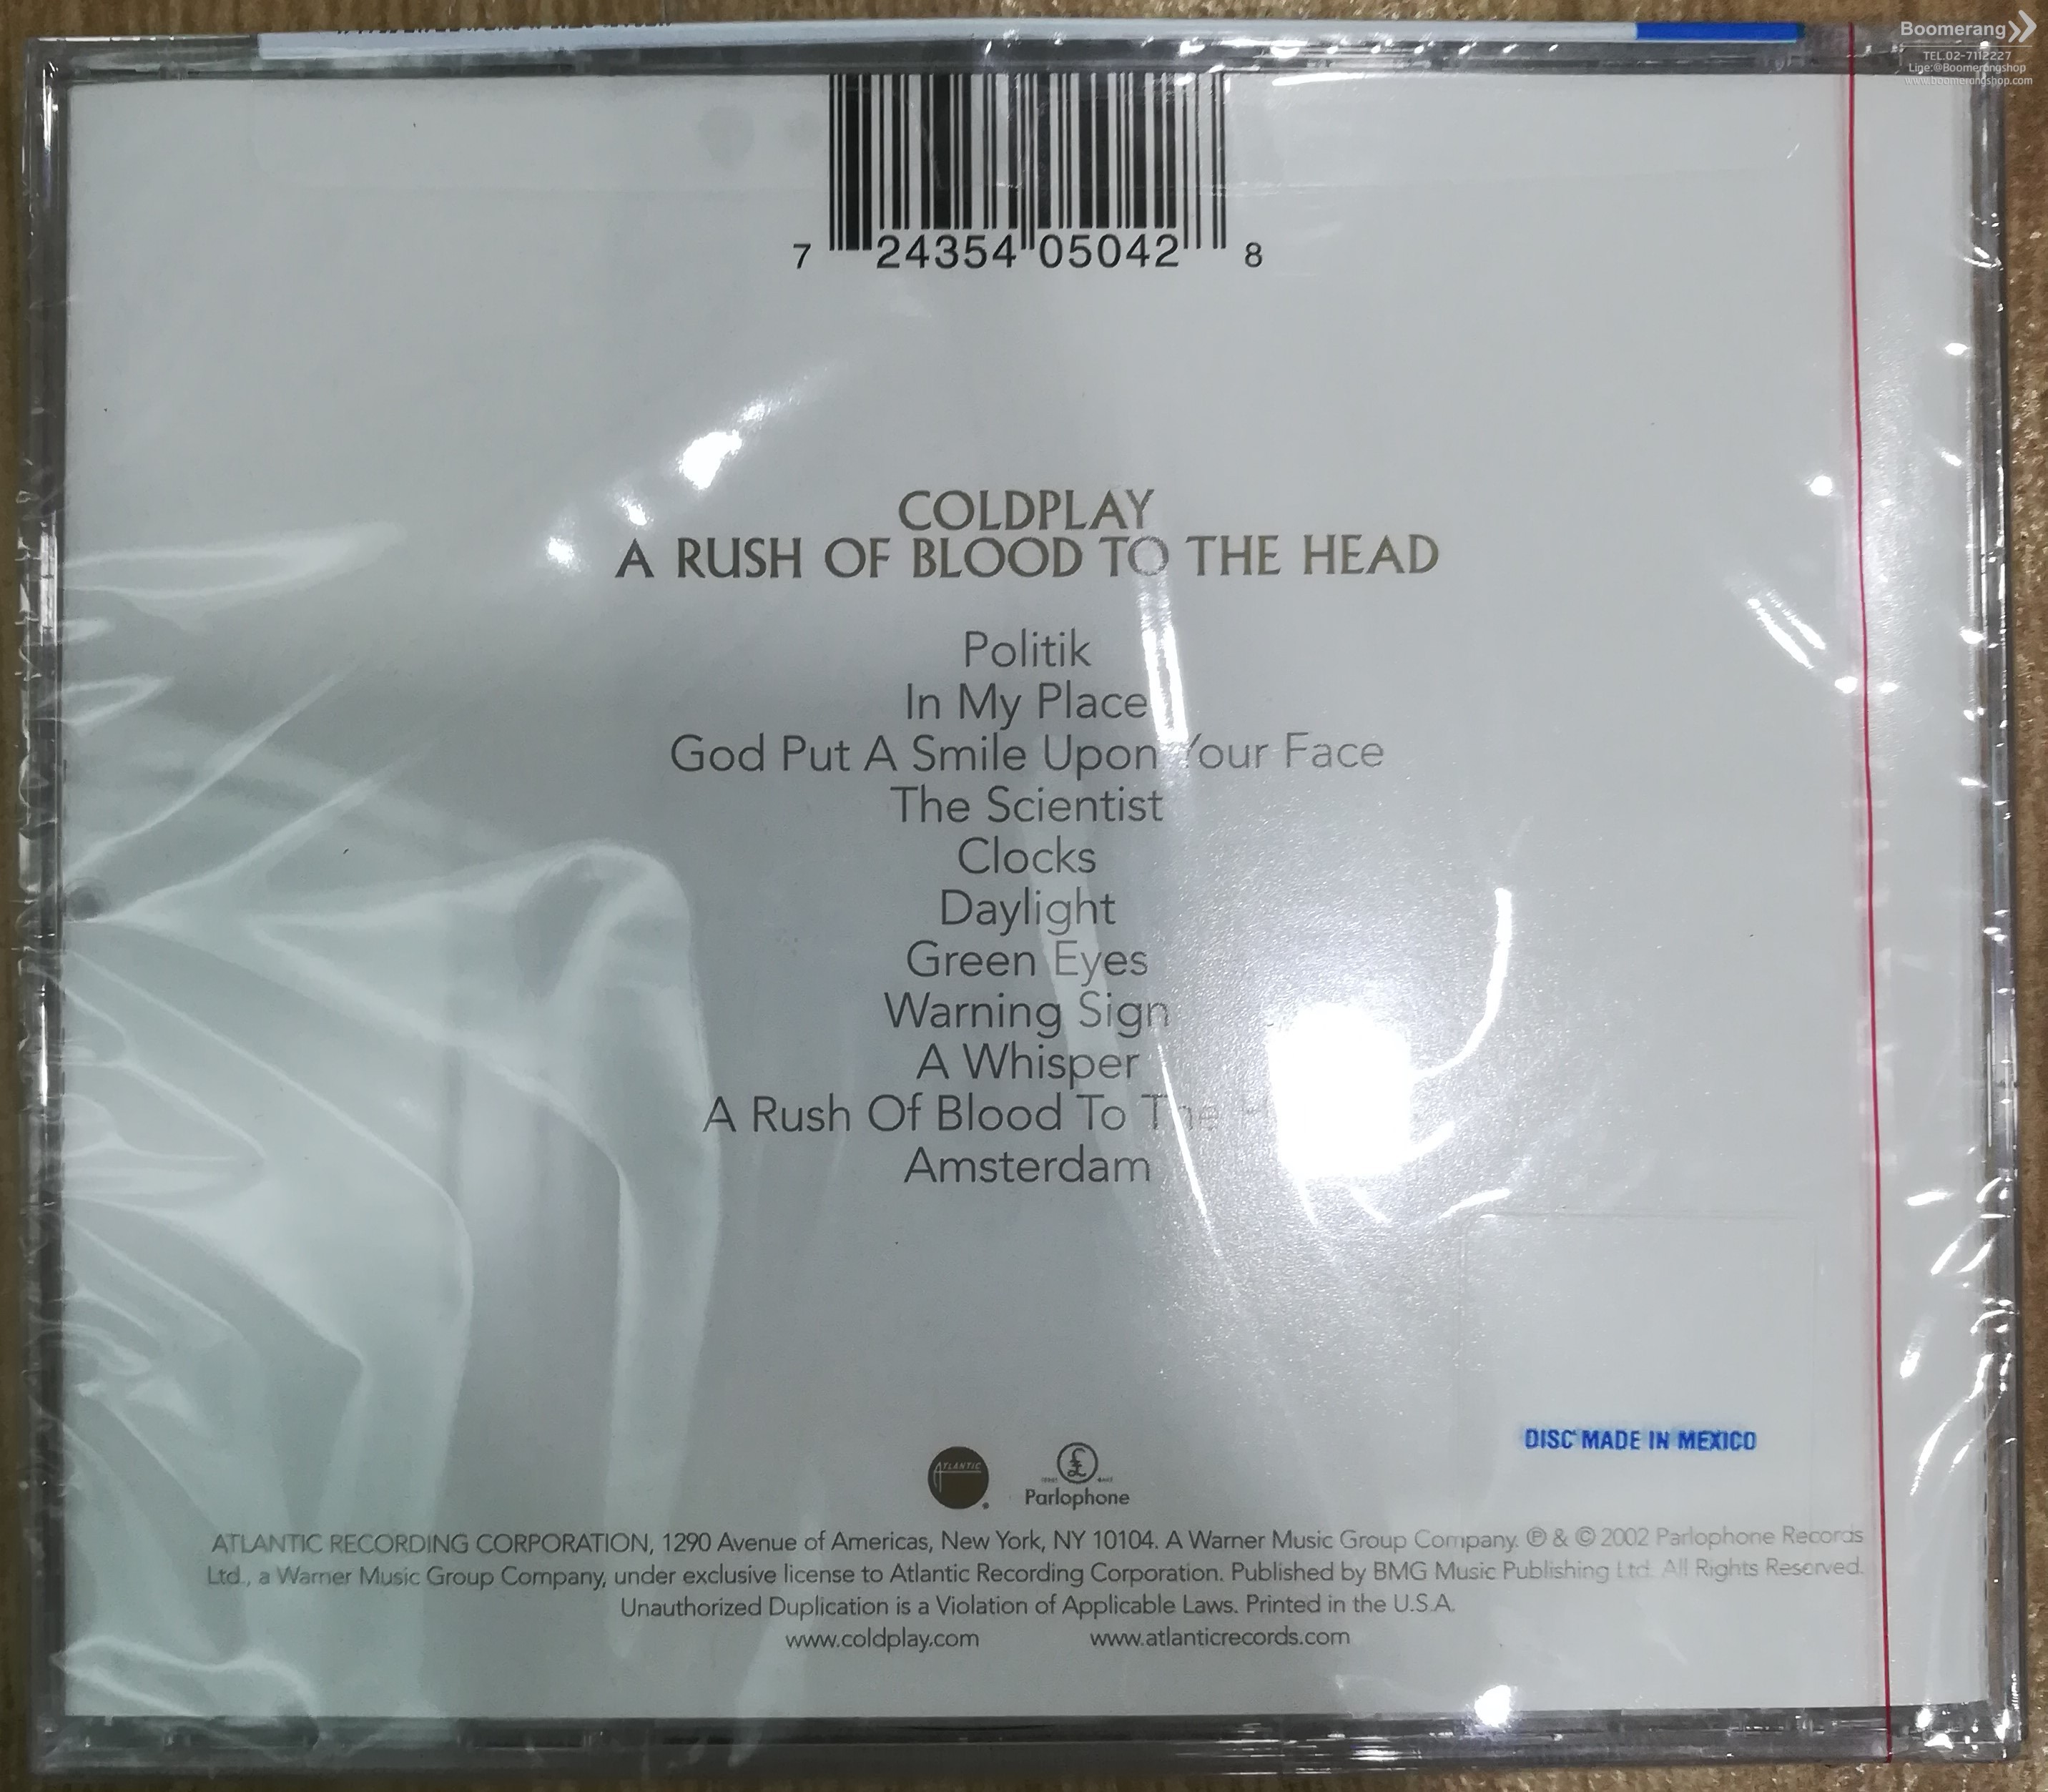 Boomerang
TEL.02-7112227
Line:@Boomerangshop
www.boomerangshop.com
7 24354 05042 8
COLDPLAY
A RUSH OF BLOOD TO THE HEAD
Politik
In My Place
God Put A Smile Upon Your Face
The Scientist
Clocks
Daylight
Green Eyes
Warning Sign
A Whisper
A Rush Of Blood To The
Amsterdam
DISC MADE IN MEXICO
ATLANTIC
Parlophone
ATLANTIC RECORDING CORPORATION, 1290 Avenue of Americas, New York, NY 10104. A Warner Music Group Company. ℗ & © 2002 Parlophone Records
Ltd., a Warner Music Group Company, under exclusive license to Atlantic Recording Corporation. Published by BMG Music Publishing Ltd. All Rights Reserved.
Unauthorized Duplication is a Violation of Applicable Laws. Printed in the U.S.A.
www.coldplay.com www.atlanticrecords.com